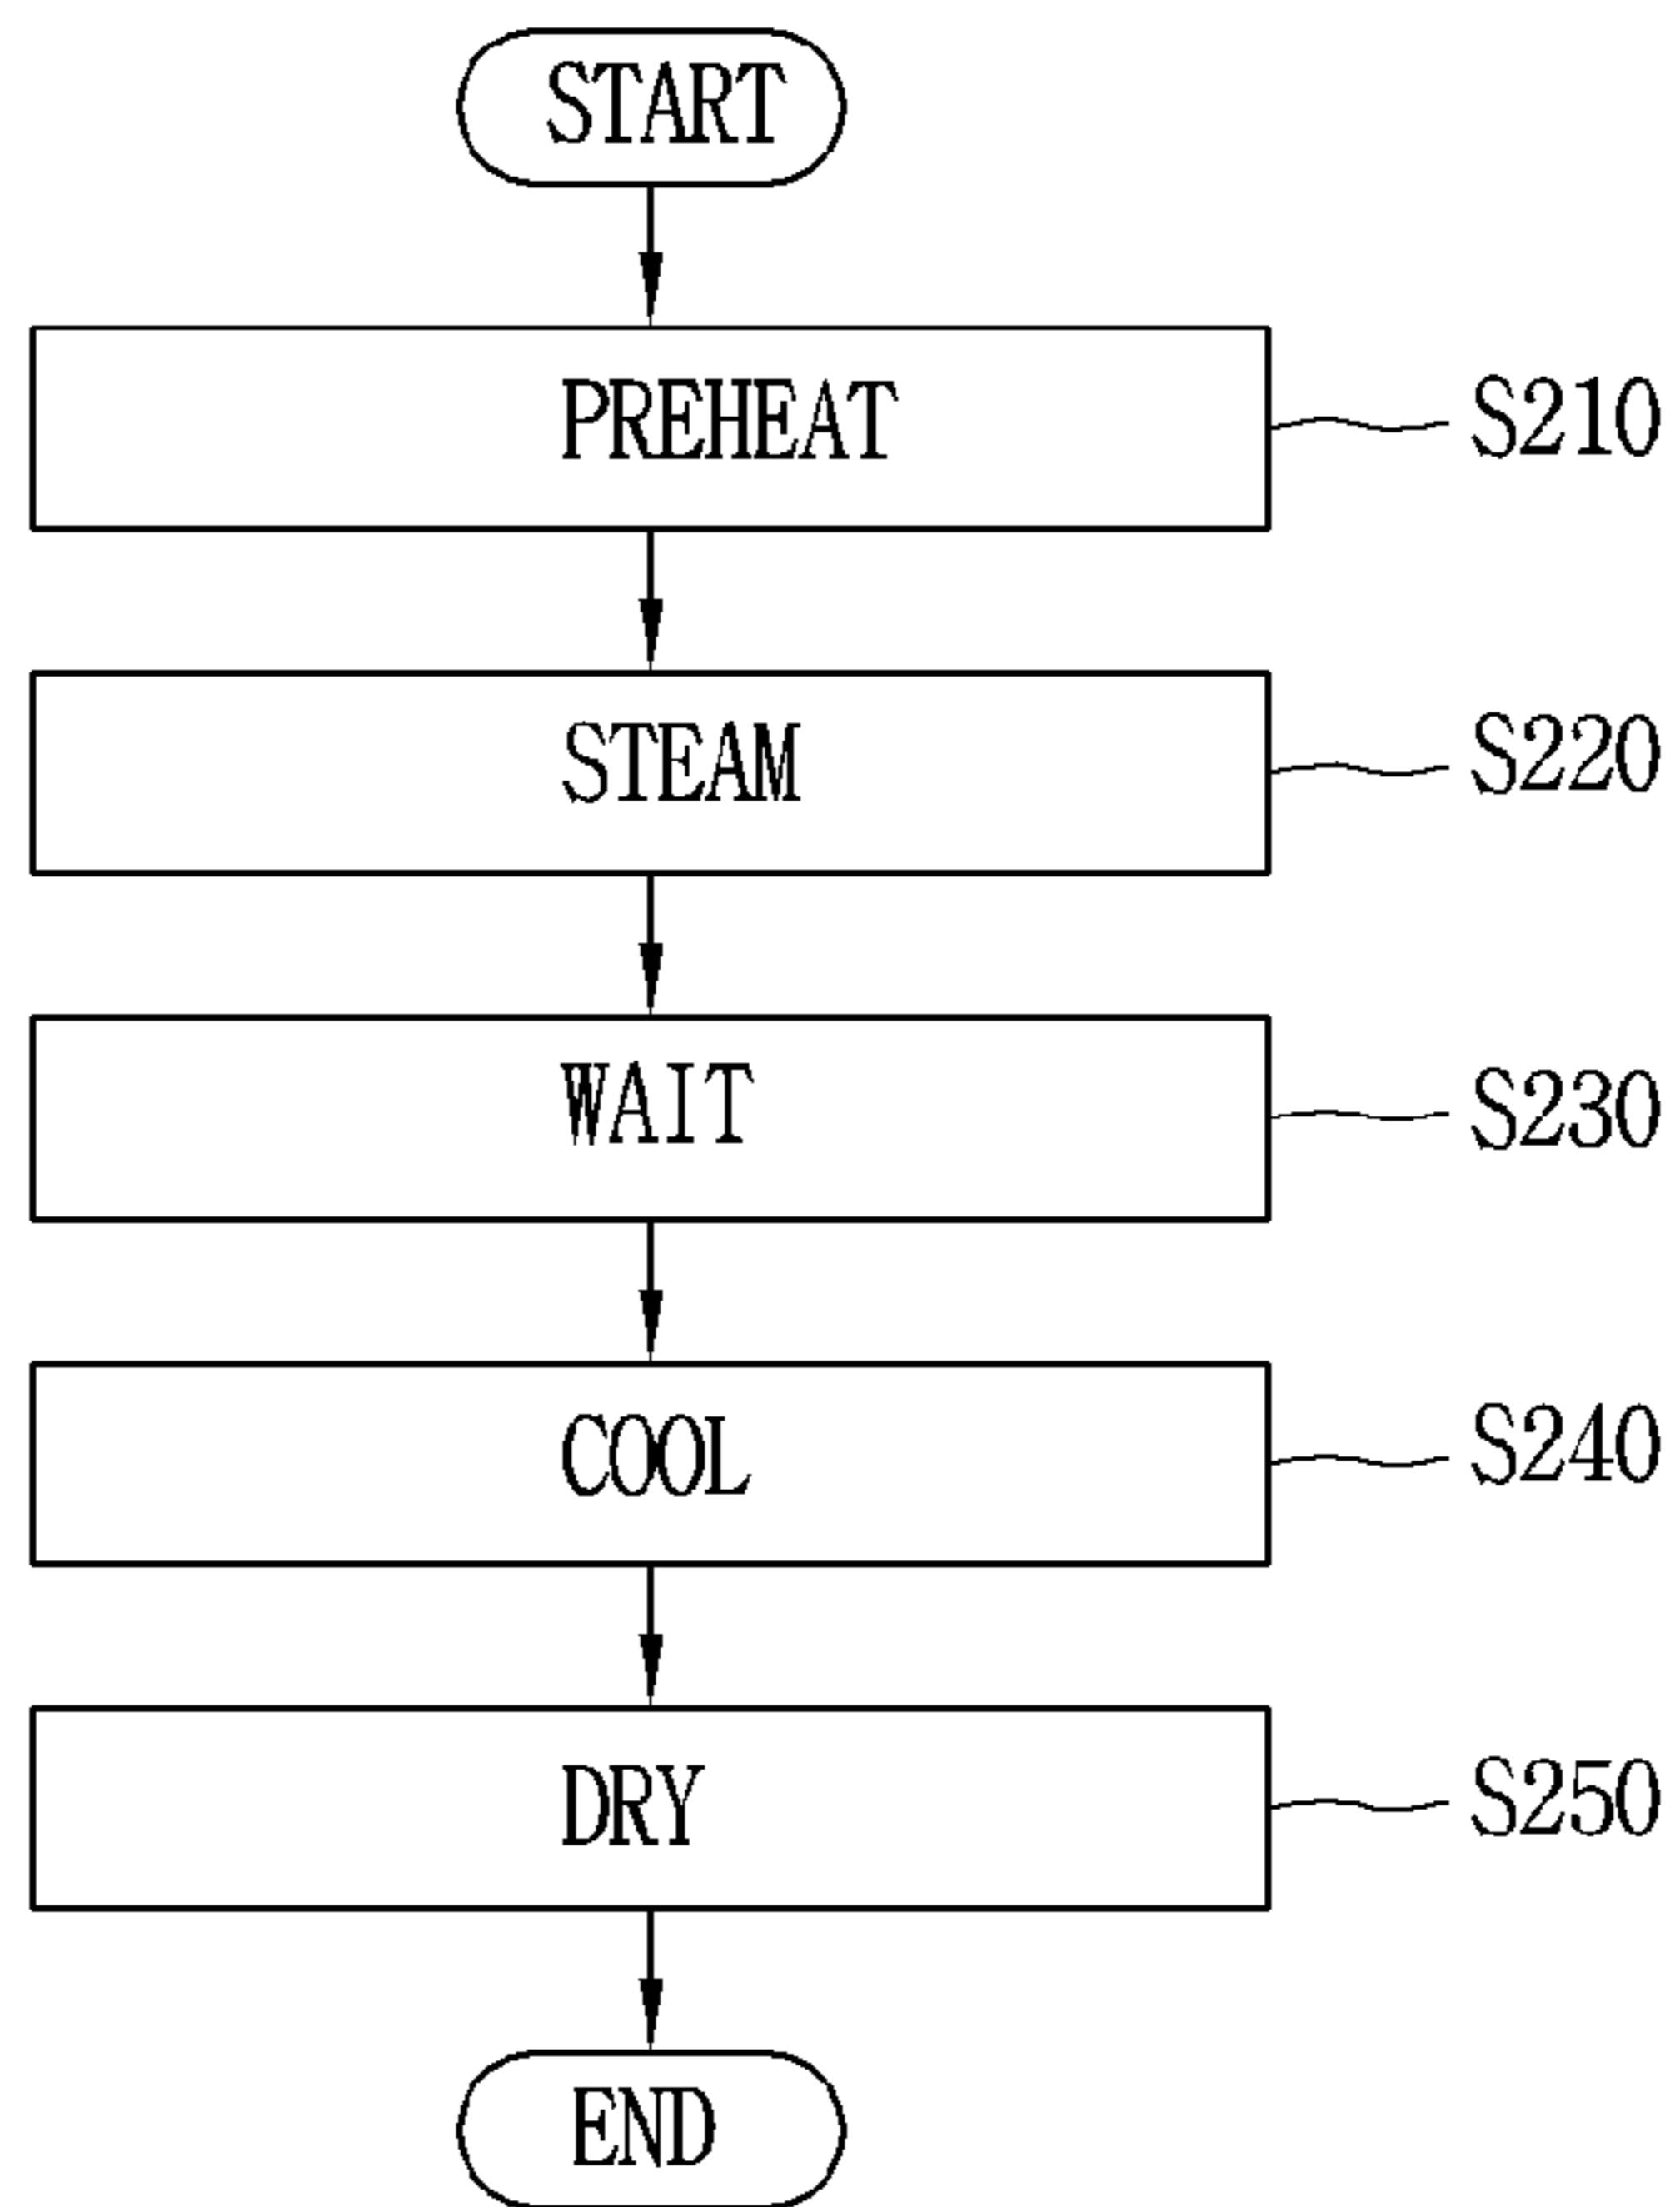 START
PREHEAT
S210
STEAM
S220
WAIT
S230
COOL
S240
DRY
S250
END